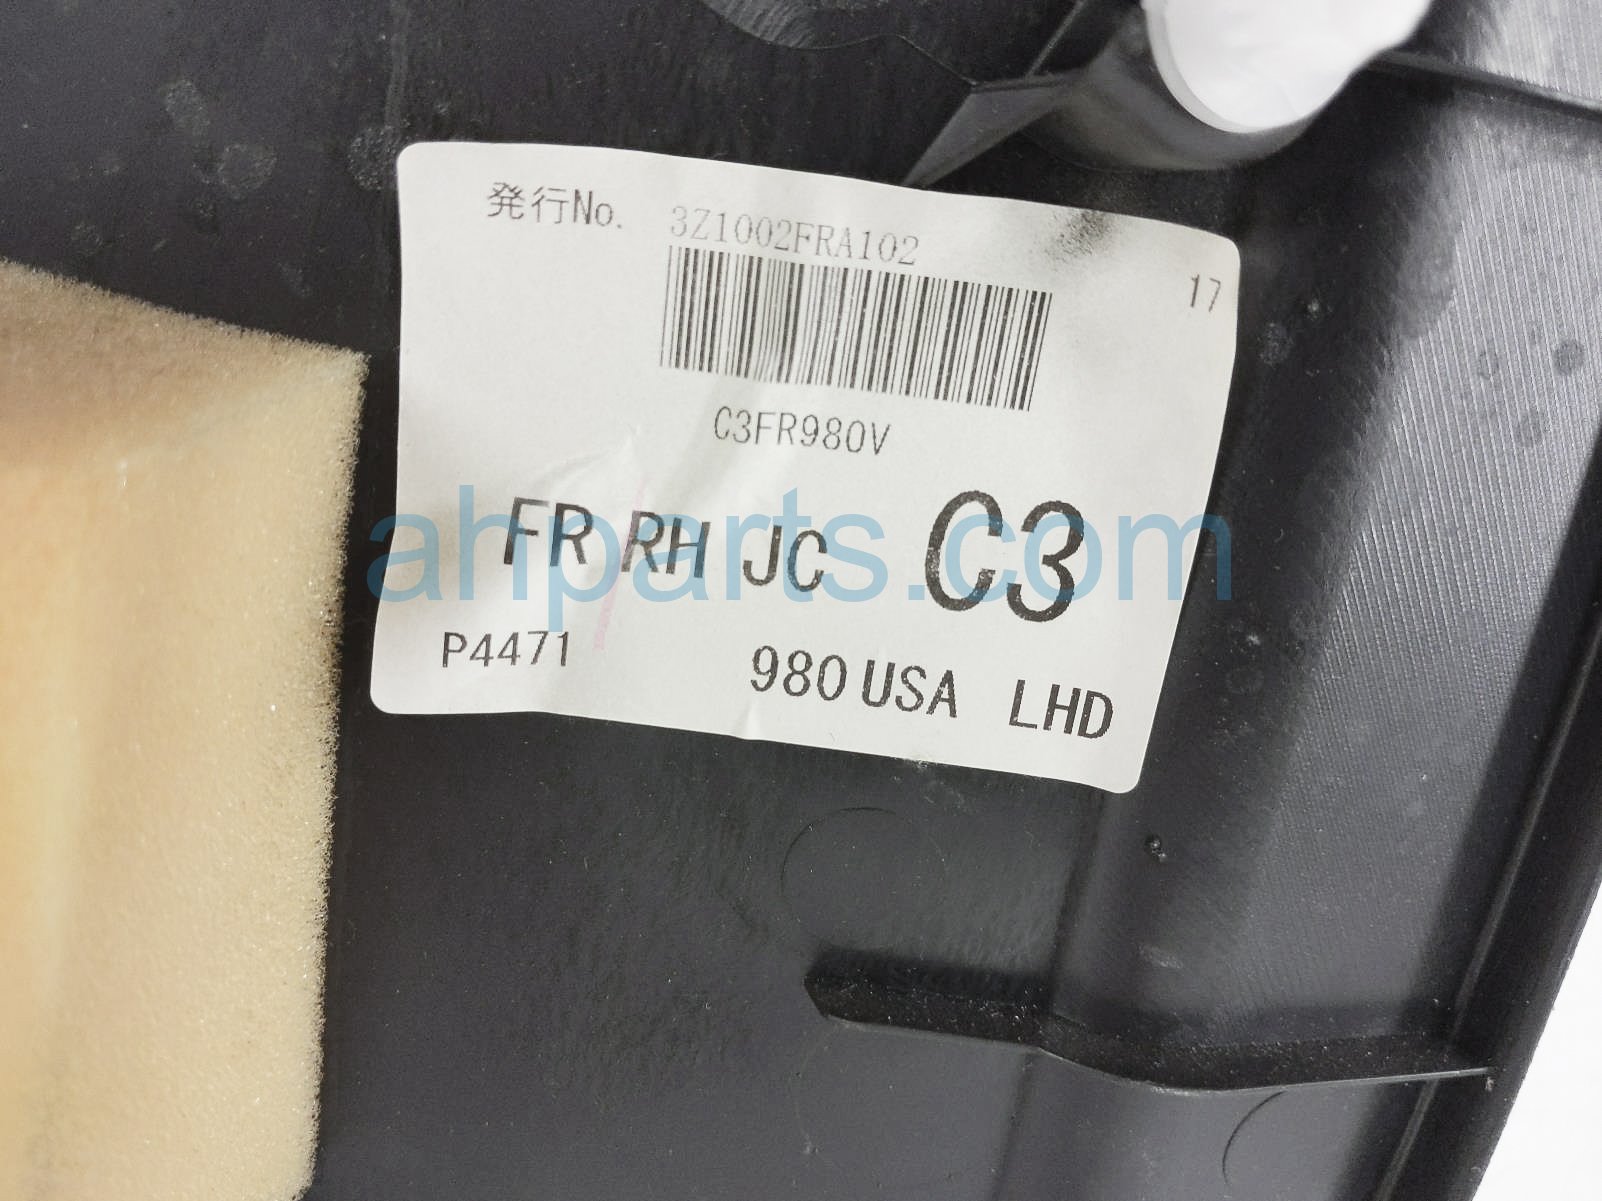 発行No. 3Z1002FRA102
17
C3FR980V
FR RH JC C3
P4471 980 USA LHD
ahparts.com